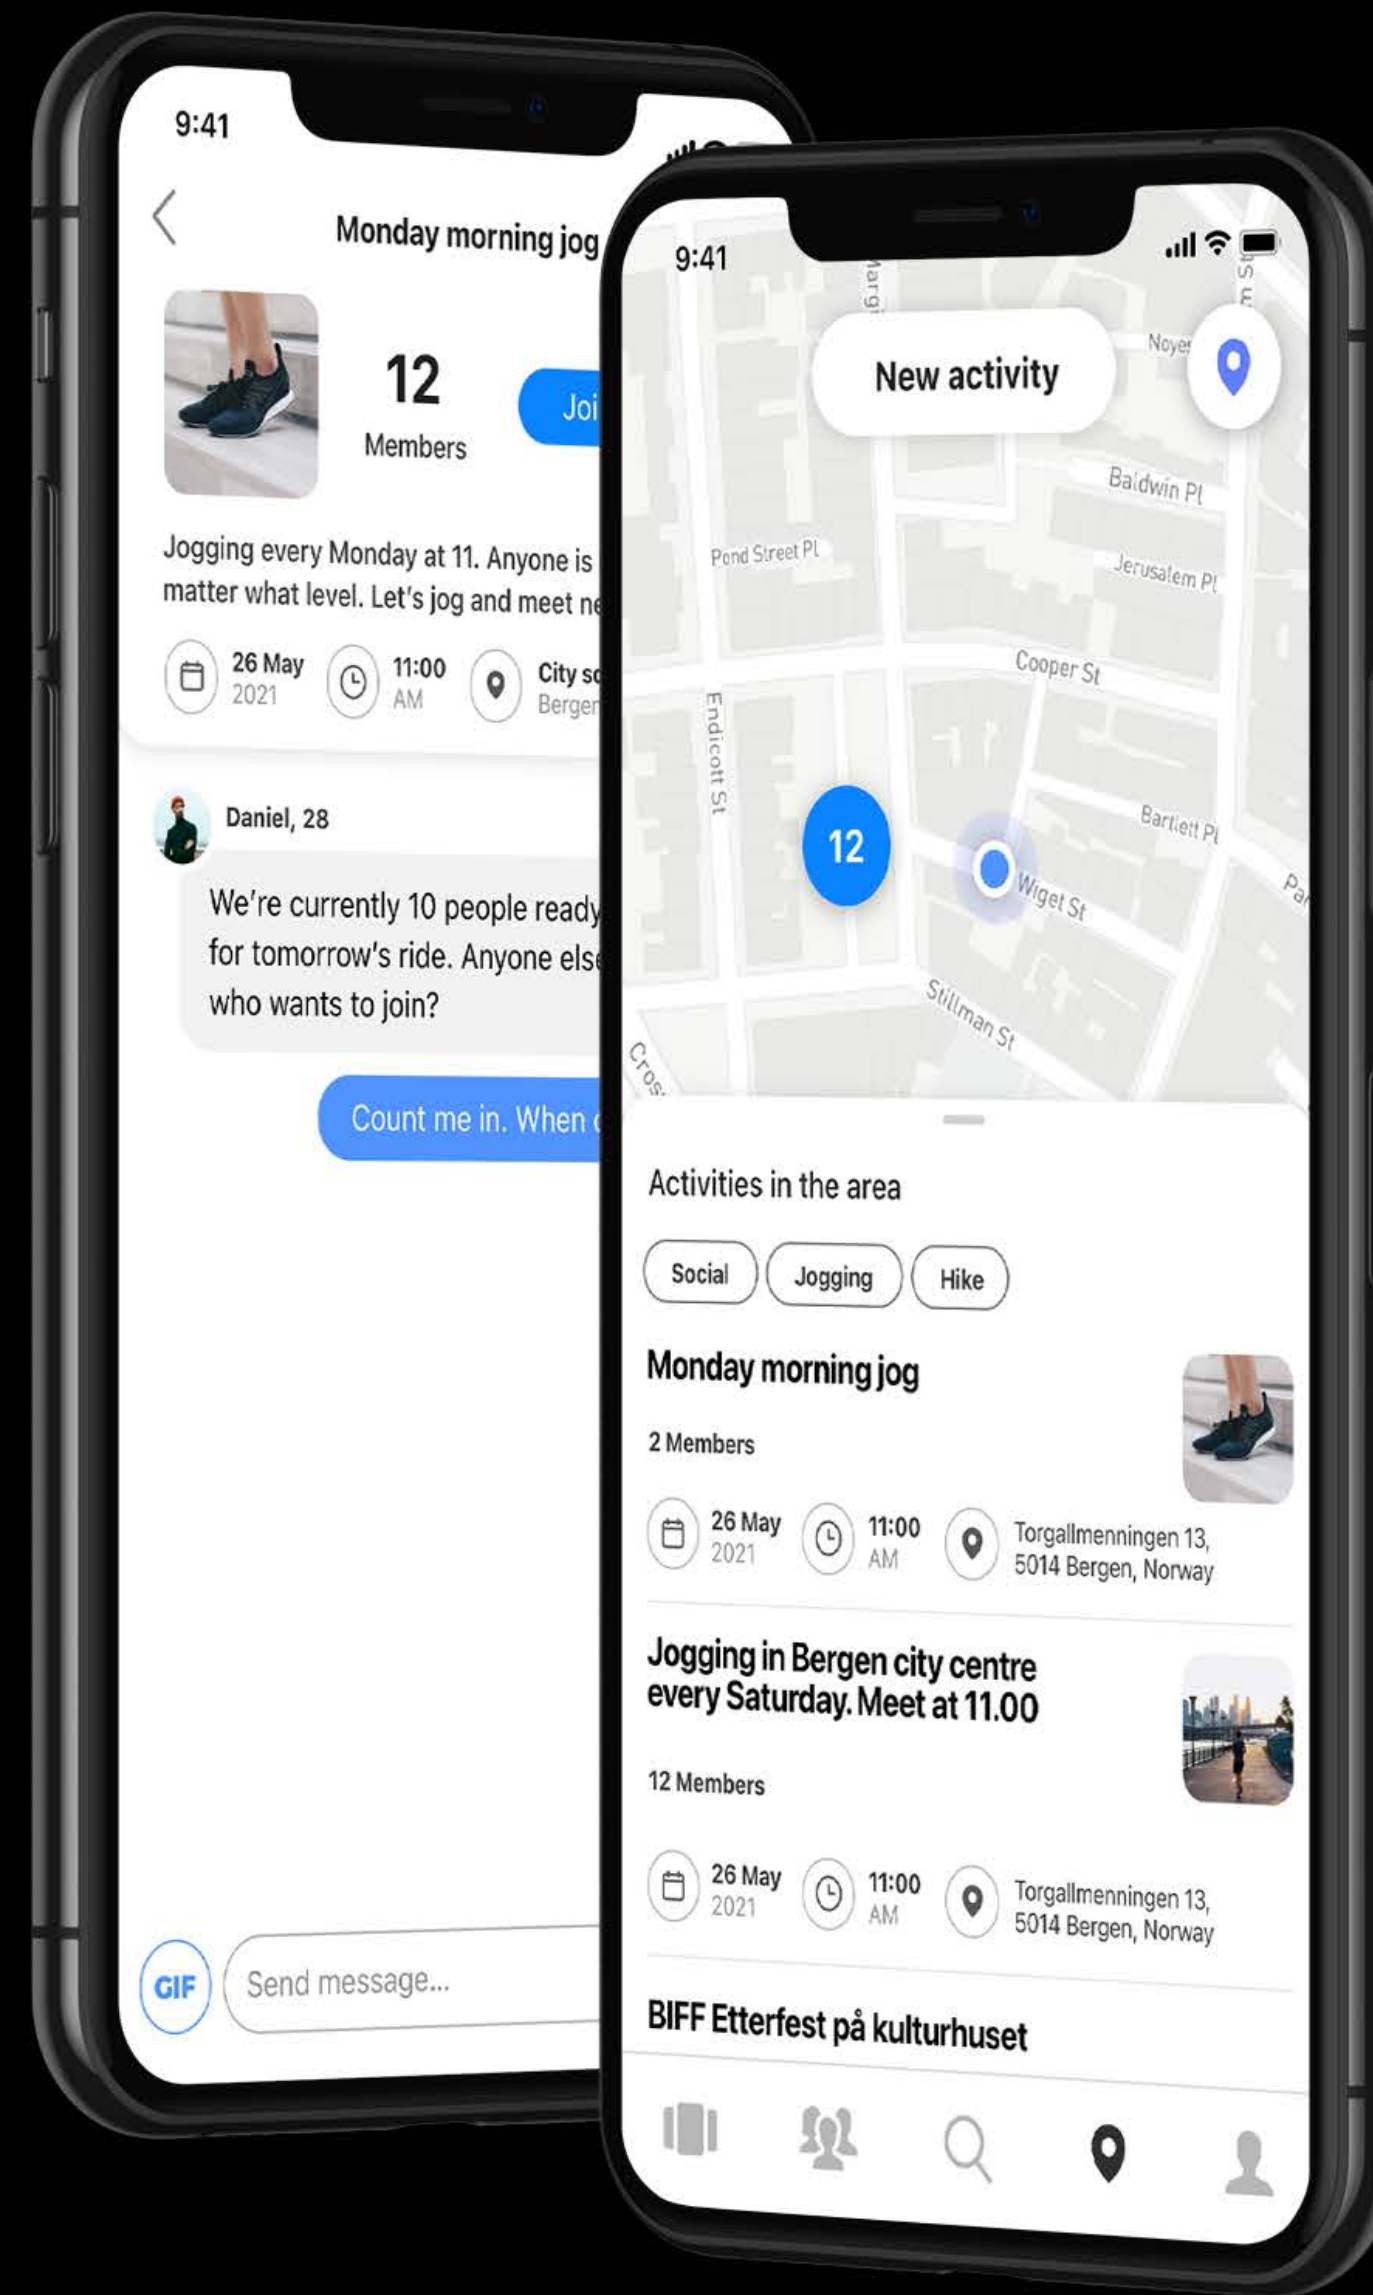 9:41
Monday morning jog
12
Members
Jogging every Monday at 11. Anyone is
matter what level. Let's jog and meet
26 May
2021
11:00
AM
City
Daniel, 28
We're currently 10 people ready
for tomorrow's ride. Anyone else
who wants to join?
Count me in. When
GIF
Send message...
9:41
New activity
Baldwin Pl
Pond Street Pl
Jerusalem Pl
Cooper St
Endicott St
12
Bartlett Pl
Wiget St
Stillman St
Activities in the area
Social
Jogging
Hike
Monday morning jog
2 Members
26 May
2021
11:00
AM
Torgallmenningen 13,
5014 Bergen, Norway
Jogging in Bergen city centre
every Saturday. Meet at 11.00
12 Members
26 May
2021
11:00
AM
Torgallmenningen 13,
5014 Bergen, Norway
BIFF Etterfest på kulturhuset